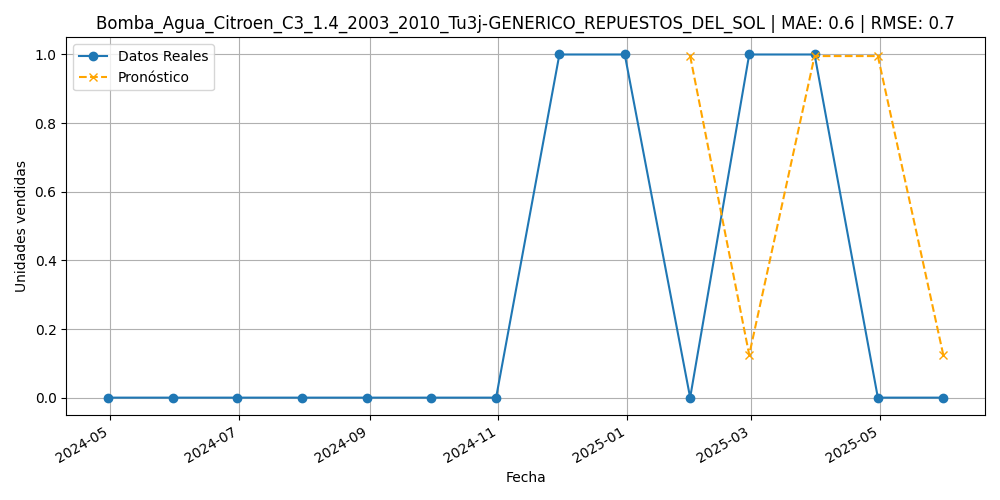 Bomba_Agua_Citroen_C3_1.4_2003_2010_Tu3j-GENERICO_REPUESTOS_DEL_SOL | MAE: 0.6 | RMSE: 0.7
Datos Reales
Pronóstico
Unidades vendidas
1.0
0.8
0.6
0.4
0.2
0.0
2024-05
2024-07
2024-09
2024-11
2025-01
2025-03
2025-05
Fecha